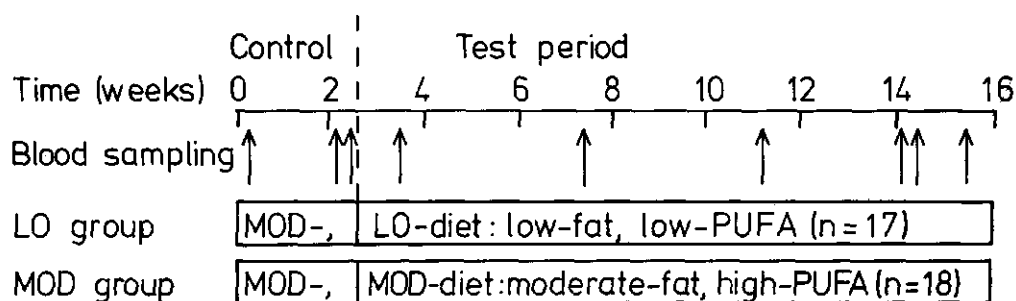 Control Test period
Time (weeks) 0 2 4 6 8 10 12 14 16
Blood sampling
LO group MOD-, LO-diet: low-fat, low-PUFA (n=17)
MOD group MOD-, MOD-diet:moderate-fat, high-PUFA (n=18)